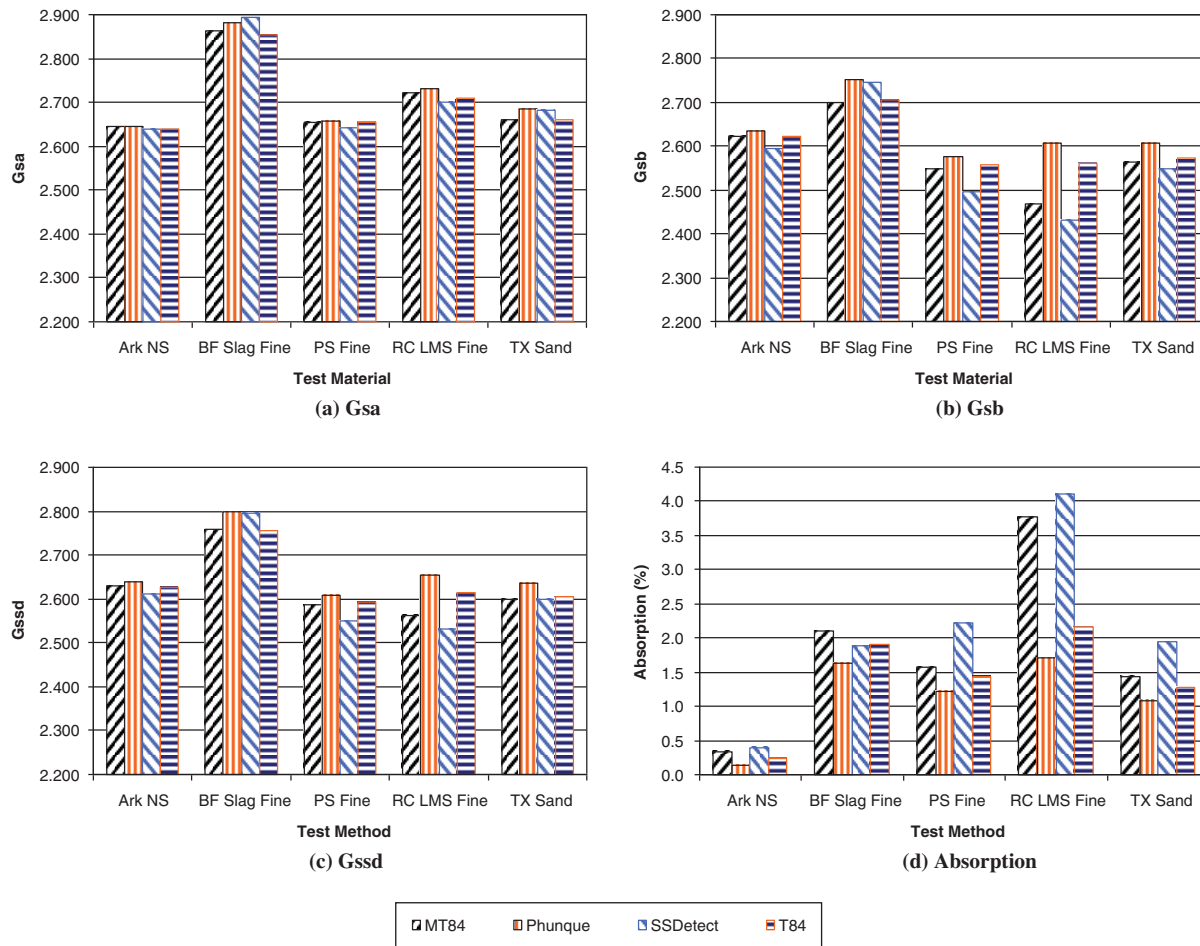 2.900
2.800
2.700
2.600
2.500
2.400
2.300
2.200
Gsa
Ark NS BF Slag Fine PS Fine RC LMS Fine TX Sand
Test Material
(a) Gsa
2.900
2.800
2.700
2.600
2.500
2.400
2.300
2.200
Gsb
Ark NS BF Slag Fine PS Fine RC LMS Fine TX Sand
Test Material
(b) Gsb
2.900
2.800
2.700
2.600
2.500
2.400
2.300
2.200
Gssd
Ark NS BF Slag Fine PS Fine RC LMS Fine TX Sand
Test Method
(c) Gssd
4.5
4.0
3.5
3.0
2.5
2.0
1.5
1.0
0.5
0.0
Absorption (%)
Ark NS BF Slag Fine PS Fine RC LMS Fine TX Sand
Test Method
(d) Absorption
MT84 Phunque SSDetect T84